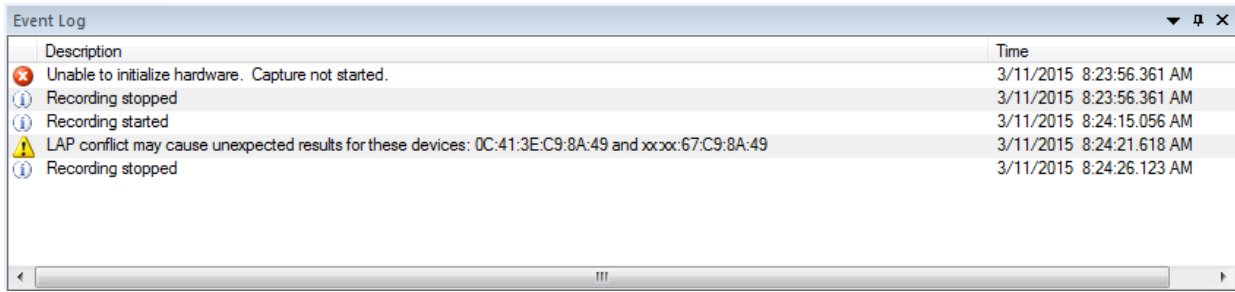 Event Log
Description Time
Unable to initialize hardware.  Capture not started. 3/11/2015  8:23:56.361 AM
Recording stopped 3/11/2015  8:23:56.361 AM
Recording started 3/11/2015  8:24:15.056 AM
LAP conflict may cause unexpected results for these devices: 0C:41:3E:C9:8A:49 and xx:xx:67:C9:8A:49 3/11/2015  8:24:21.618 AM
Recording stopped 3/11/2015  8:24:26.123 AM